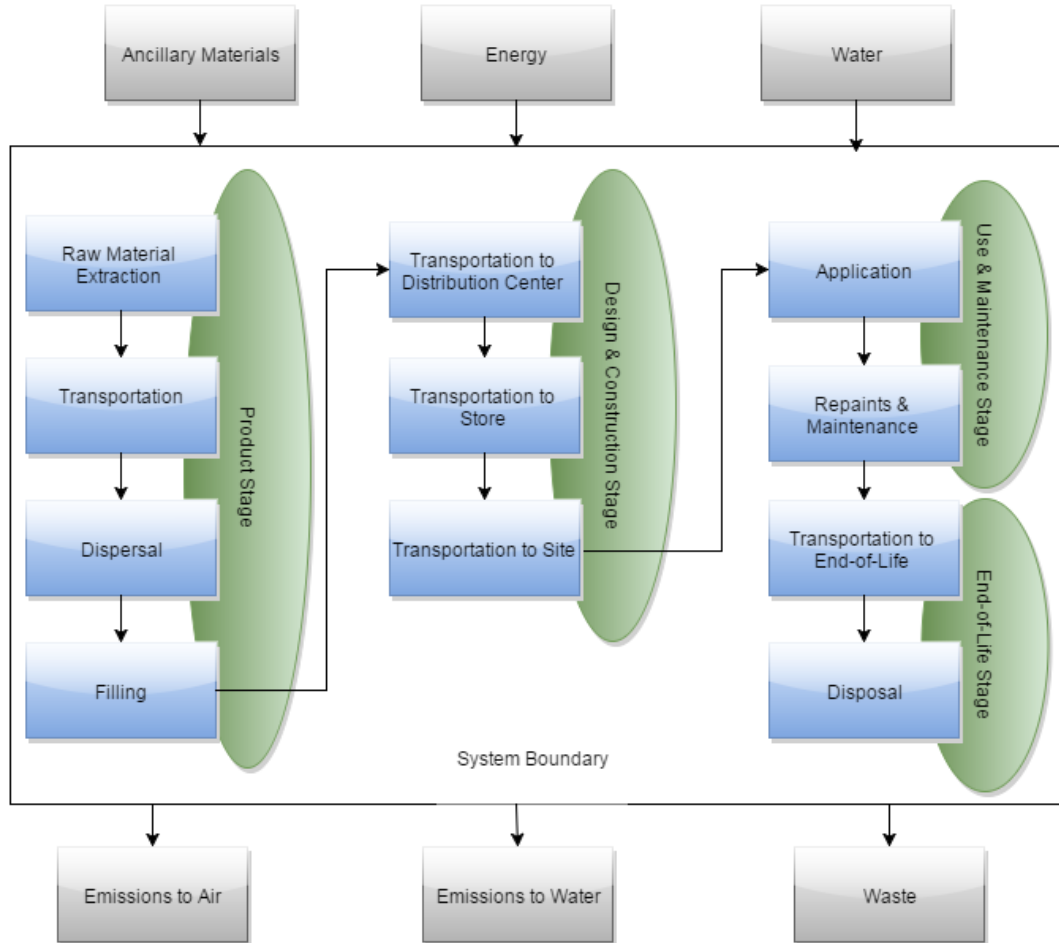 Ancillary Materials
Energy
Water
Raw Material
Extraction
Transportation
Dispersal
Filling
Product Stage
Transportation to
Distribution Center
Transportation to
Store
Transportation to Site
Design & Construction Stage
Application
Repaints &
Maintenance
Use & Maintenance Stage
Transportation to
End-of-Life
Disposal
End-of-Life Stage
System Boundary
Emissions to Air
Emissions to Water
Waste